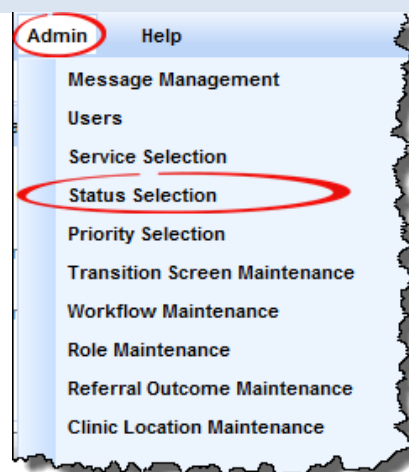 Admin Help
Message Management
Users
Service Selection
Status Selection
Priority Selection
Transition Screen Maintenance
Workflow Maintenance
Role Maintenance
Referral Outcome Maintenance
Clinic Location Maintenance